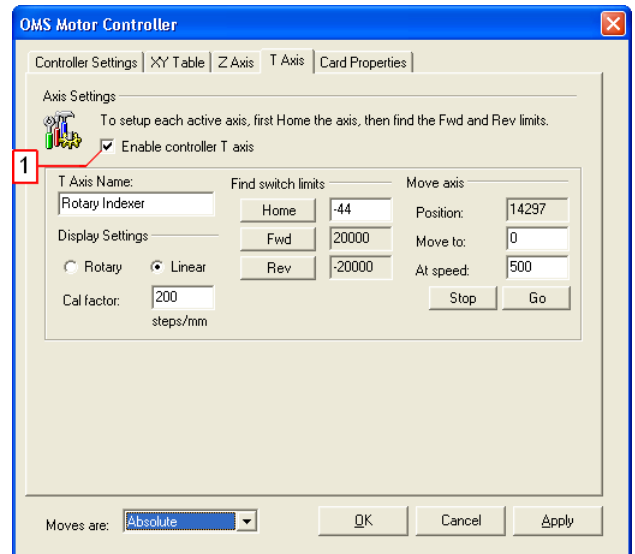 OMS Motor Controller
Controller Settings XY Table Z Axis T Axis Card Properties
Axis Settings
To setup each active axis, first Home the axis, then find the Fwd and Rev limits.
1
Enable controller T axis
T Axis Name:
Rotary Indexer
Display Settings
Rotary Linear
Cal factor: 200
steps/mm
Find switch limits
Home -44
Fwd 20000
Rev -20000
Move axis
Position: 14297
Move to: 0
At speed: 500
Stop Go
Moves are: Absolute
OK Cancel Apply